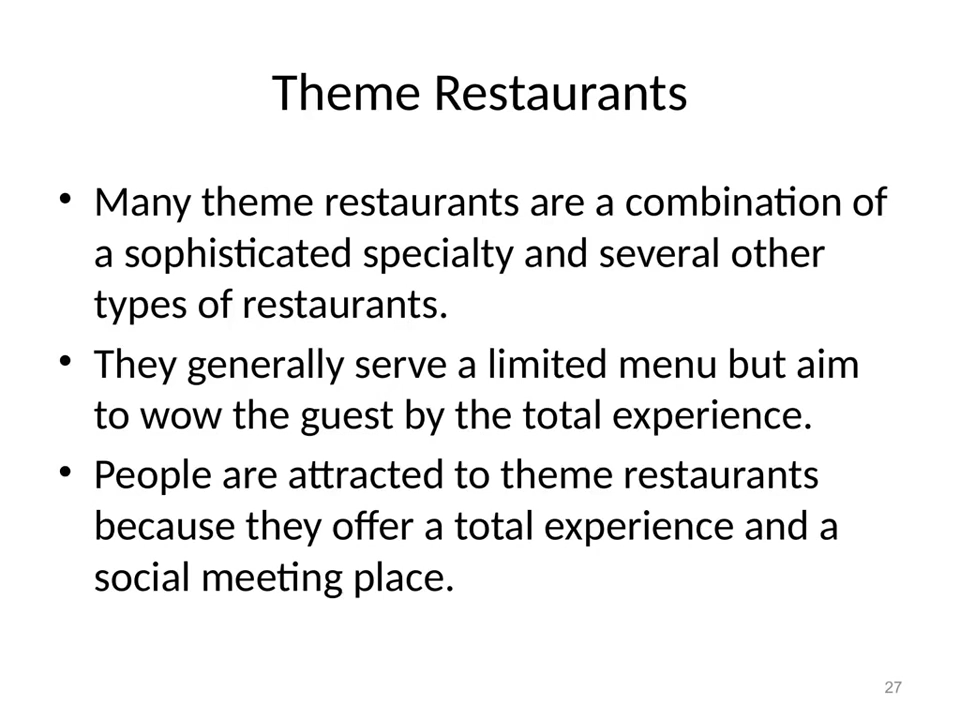 Theme Restaurants
• Many theme restaurants are a combination of
a sophisticated specialty and several other
types of restaurants.
• They generally serve a limited menu but aim
to wow the guest by the total experience.
• People are attracted to theme restaurants
because they offer a total experience and a
social meeting place.
27